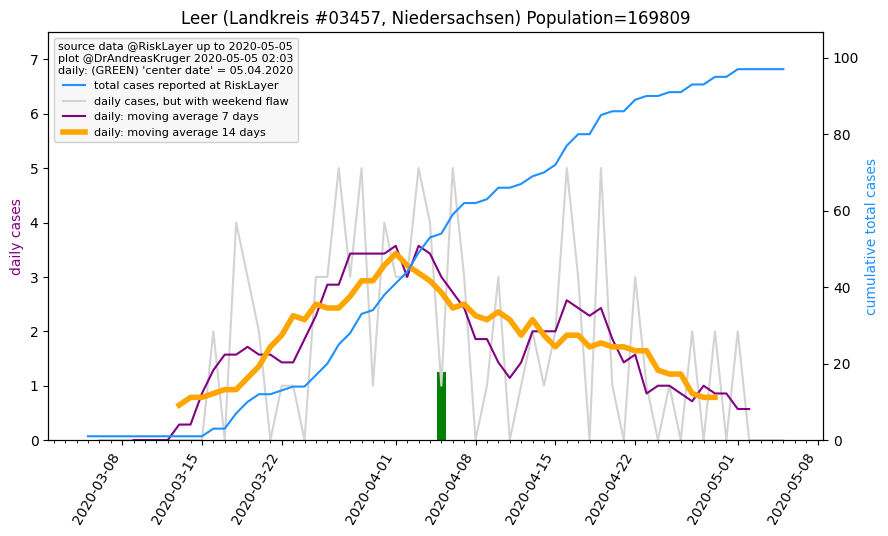 Leer (Landkreis #03457, Niedersachsen) Population=169809
source data @RiskLayer up to 2020-05-05
plot @DrAndreasKruger 2020-05-05 02:03
daily: (GREEN) 'center date' = 05.04.2020
total cases reported at RiskLayer
daily cases, but with weekend flaw
daily: moving average 7 days
daily: moving average 14 days
daily cases
7
6
5
4
3
2
1
0
100
80
60
40
20
0
cumulative total cases
2020-03-08
2020-03-15
2020-03-22
2020-04-01
2020-04-08
2020-04-15
2020-04-22
2020-05-01
2020-05-08